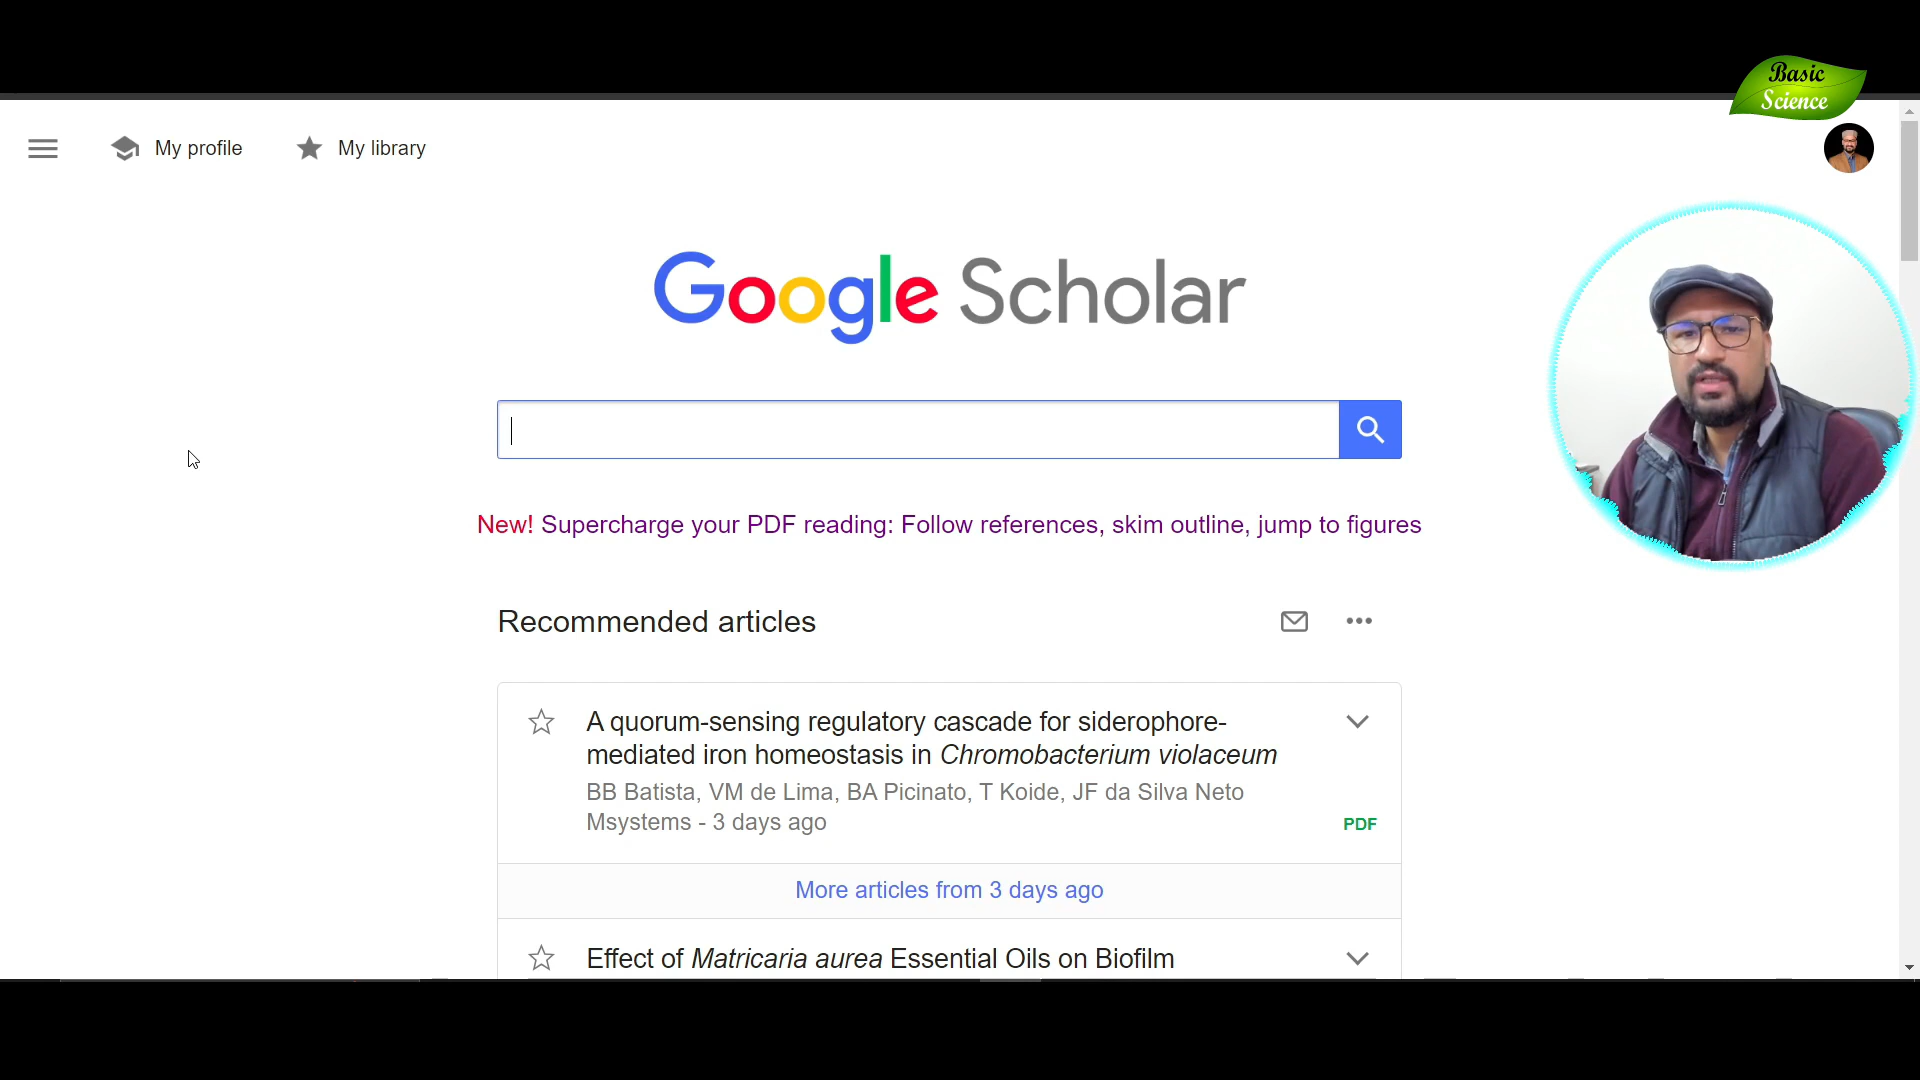 Basic
Science
My profile
My library
Google Scholar
New! Supercharge your PDF reading: Follow references, skim outline, jump to figures
Recommended articles
A quorum-sensing regulatory cascade for siderophore-
mediated iron homeostasis in Chromobacterium violaceum
BB Batista, VM de Lima, BA Picinato, T Koide, JF da Silva Neto
Msystems - 3 days ago
PDF
More articles from 3 days ago
Effect of Matricaria aurea Essential Oils on Biofilm